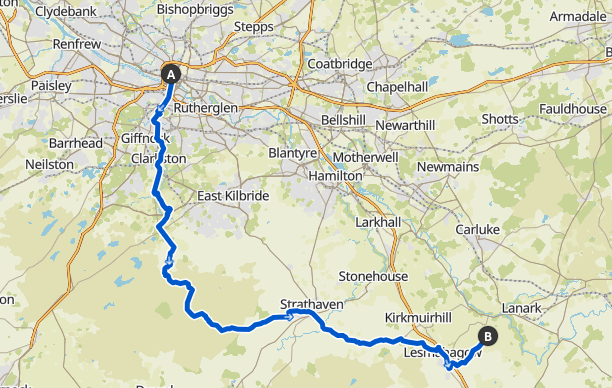 Clydebank
Bishopbriggs
Armadale
Stepps
Renfrew
A
Coatbridge
Paisley
Chapelhall
Rutherglen
Bellshill
Newarthill
Shotts
Fauldhouse
Barrhead
Giffnock
Clarkston
Blantyre
Motherwell
Neilston
Hamilton
Newmains
East Kilbride
Larkhall
Carluke
Stonehouse
Strathaven
Lanark
Kirkmuirhill
B
Lesmahagow